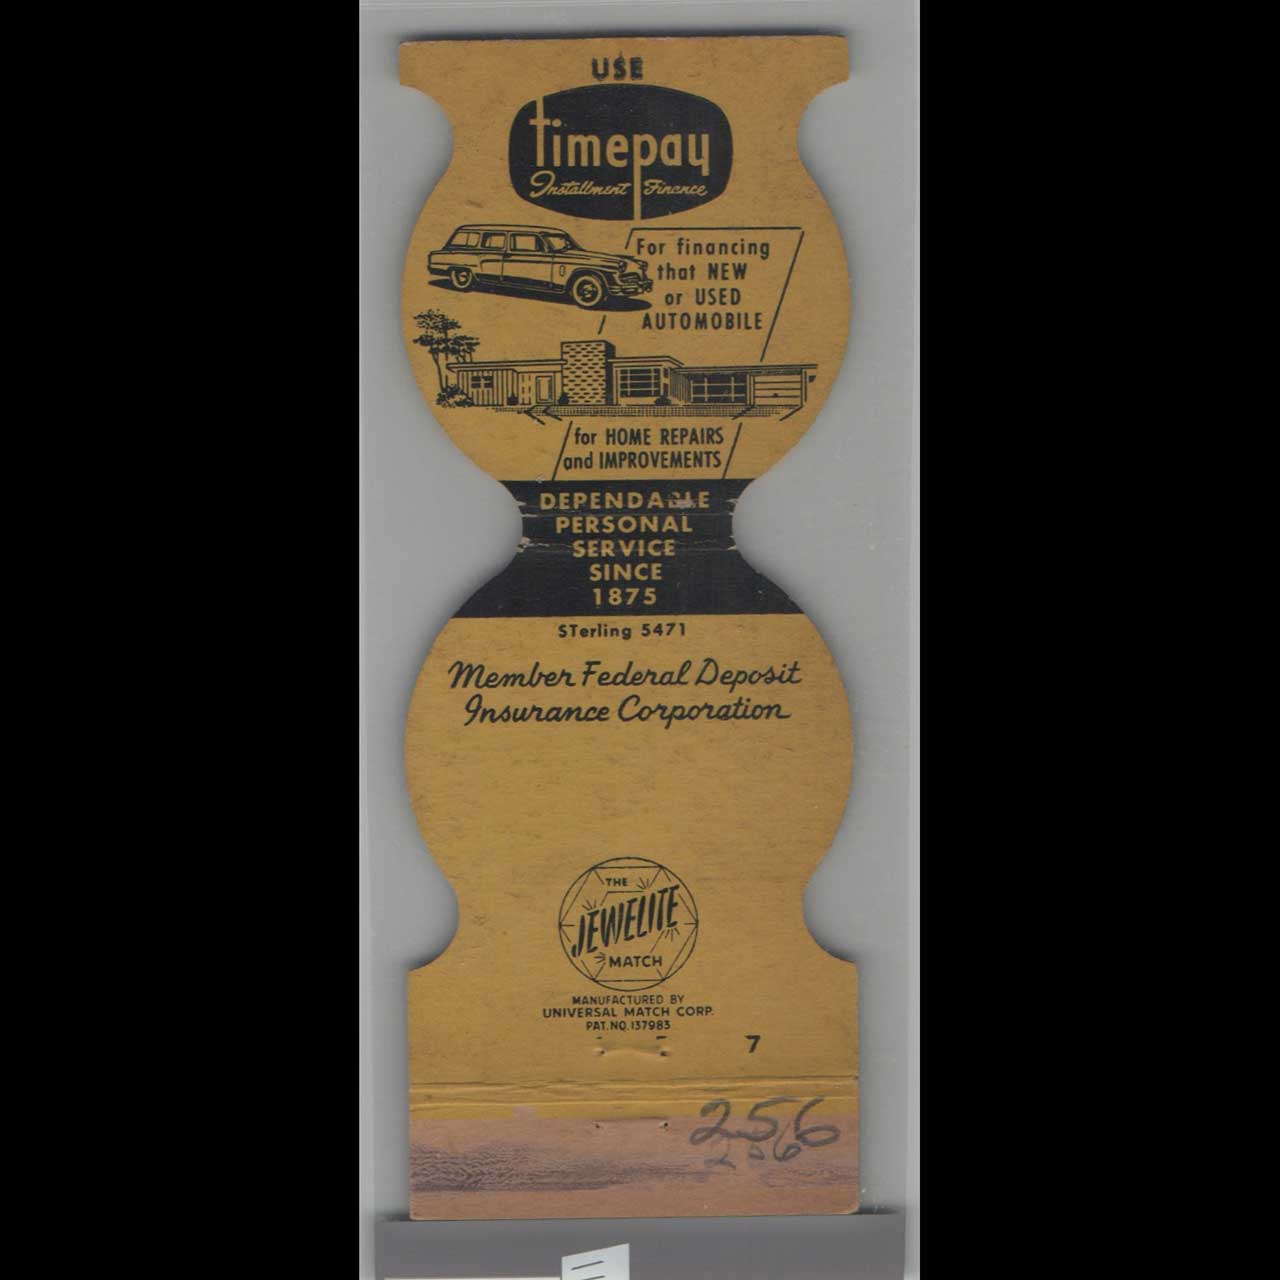 USE
timepay
Installment Finance
For financing
that NEW
or USED
AUTOMOBILE
for HOME REPAIRS
and IMPROVEMENTS
DEPENDABLE
PERSONAL
SERVICE
SINCE
1875
STerling 5471
Member Federal Deposit
Insurance Corporation
THE
JEWELITE
MATCH
MANUFACTURED BY
UNIVERSAL MATCH CORP.
PAT. NO. 137983
7
256